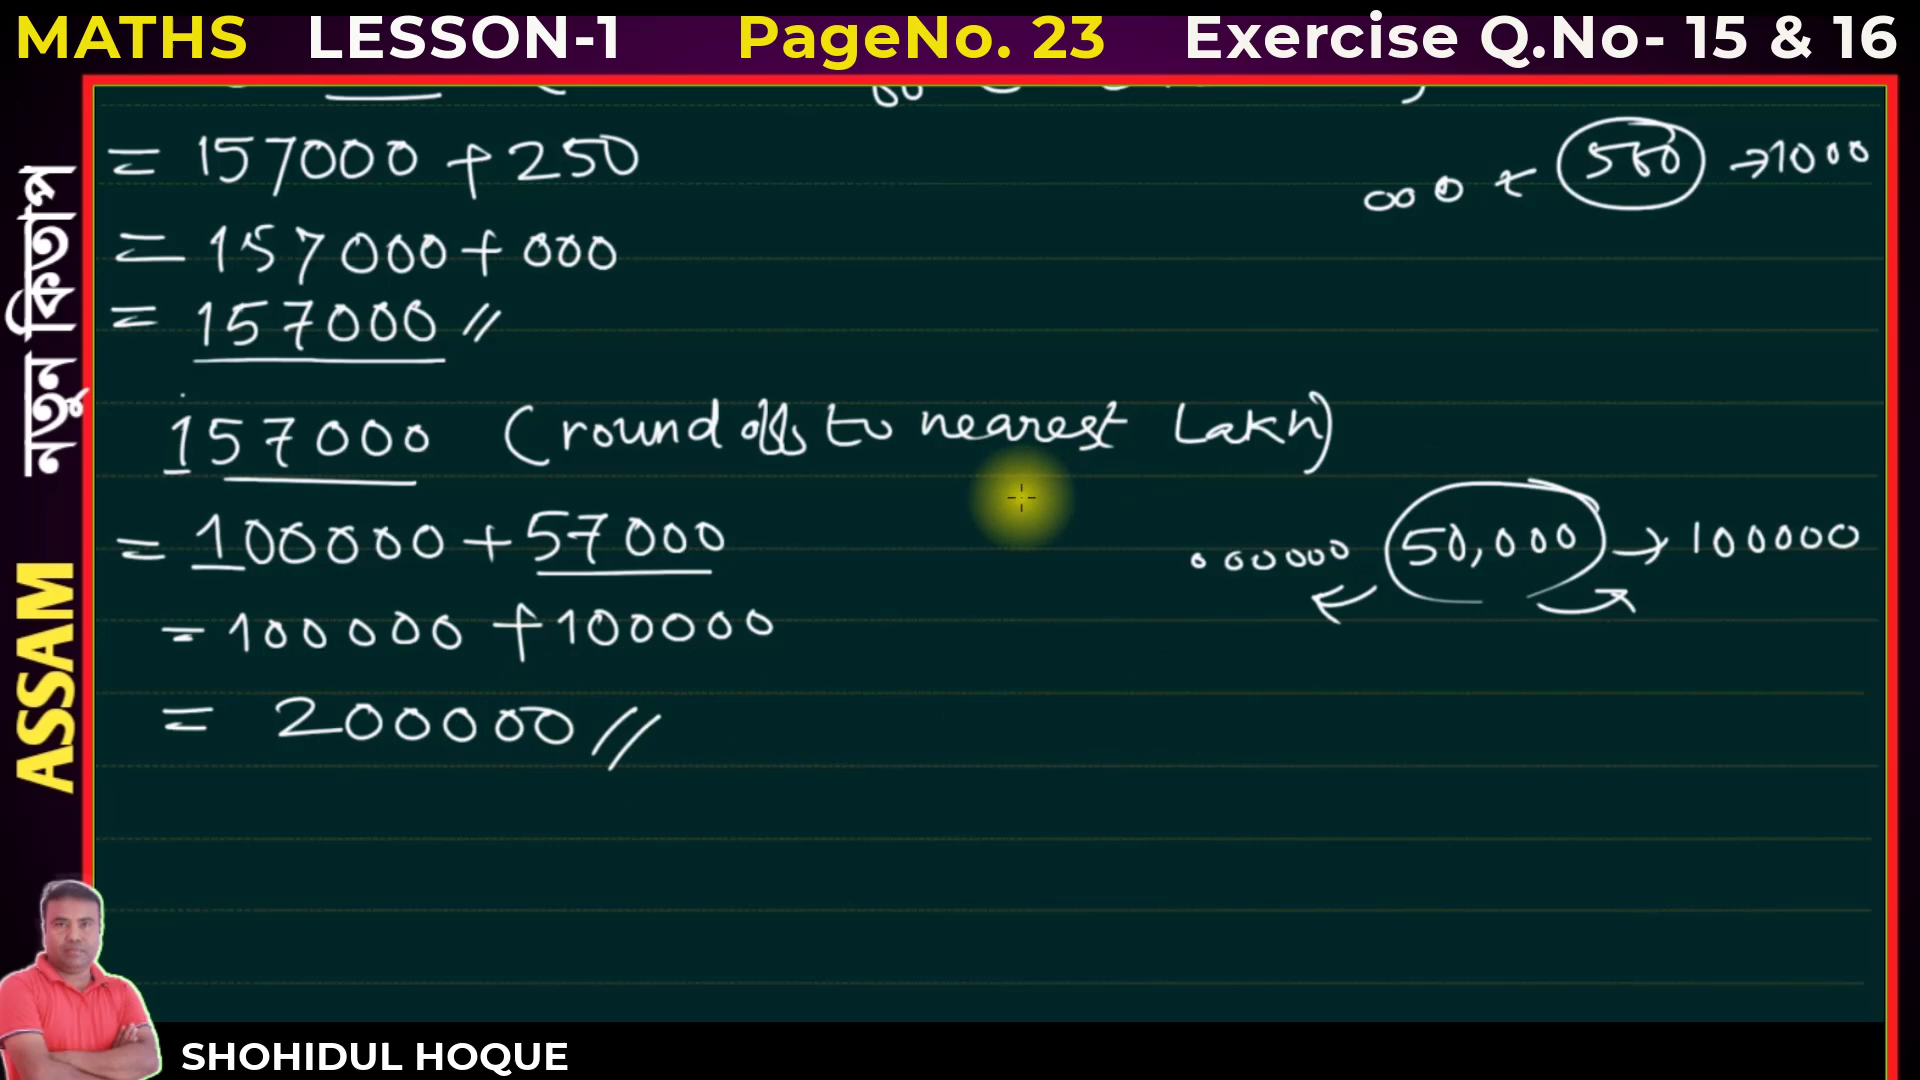 MATHS LESSON-1 PageNo. 23 Exercise Q.No- 15 & 16
= 157000 + 250
000 ← 500 → 1000
= 157000 + 000
= 157000 //
157000 (round off to nearest Lakh)
= 100000 + 57000
000000 50,000 → 100000
= 100000 + 100000
= 200000 //
নতুন কিতাপ
ASSAM
SHOHIDUL HOQUE